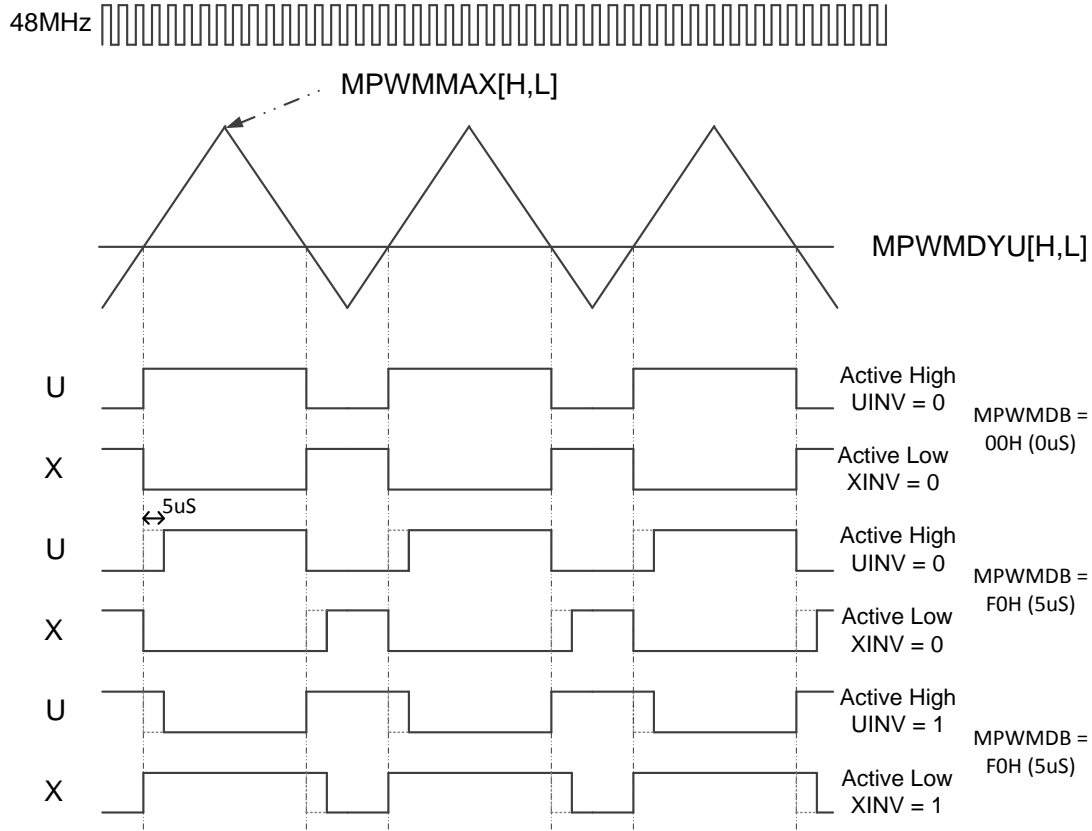 48MHz
MPWMMAX[H,L]
MPWMDYU[H,L]
U
Active High
UINV = 0
MPWMDB =
00H (0uS)
X
Active Low
XINV = 0
5uS
U
Active High
UINV = 0
MPWMDB =
F0H (5uS)
X
Active Low
XINV = 0
U
Active High
UINV = 1
MPWMDB =
F0H (5uS)
X
Active Low
XINV = 1